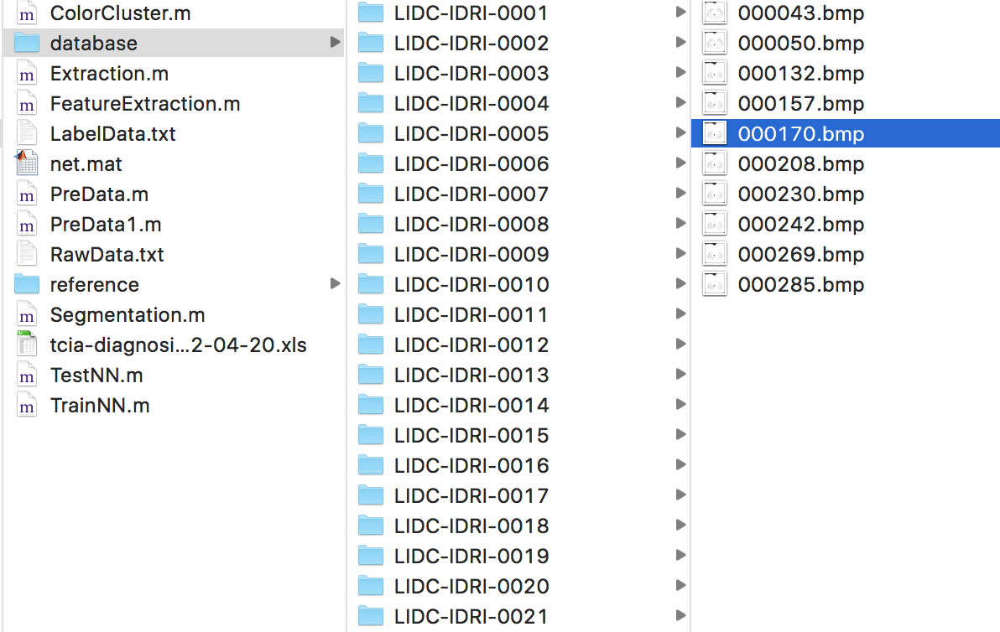 ColorCluster.m
database
Extraction.m
FeatureExtraction.m
LabelData.txt
net.mat
PreData.m
PreData1.m
RawData.txt
reference
Segmentation.m
tcia-diagnosi...2-04-20.xls
TestNN.m
TrainNN.m
LIDC-IDRI-0001
LIDC-IDRI-0002
LIDC-IDRI-0003
LIDC-IDRI-0004
LIDC-IDRI-0005
LIDC-IDRI-0006
LIDC-IDRI-0007
LIDC-IDRI-0008
LIDC-IDRI-0009
LIDC-IDRI-0010
LIDC-IDRI-0011
LIDC-IDRI-0012
LIDC-IDRI-0013
LIDC-IDRI-0014
LIDC-IDRI-0015
LIDC-IDRI-0016
LIDC-IDRI-0017
LIDC-IDRI-0018
LIDC-IDRI-0019
LIDC-IDRI-0020
LIDC-IDRI-0021
000043.bmp
000050.bmp
000132.bmp
000157.bmp
000170.bmp
000208.bmp
000230.bmp
000242.bmp
000269.bmp
000285.bmp